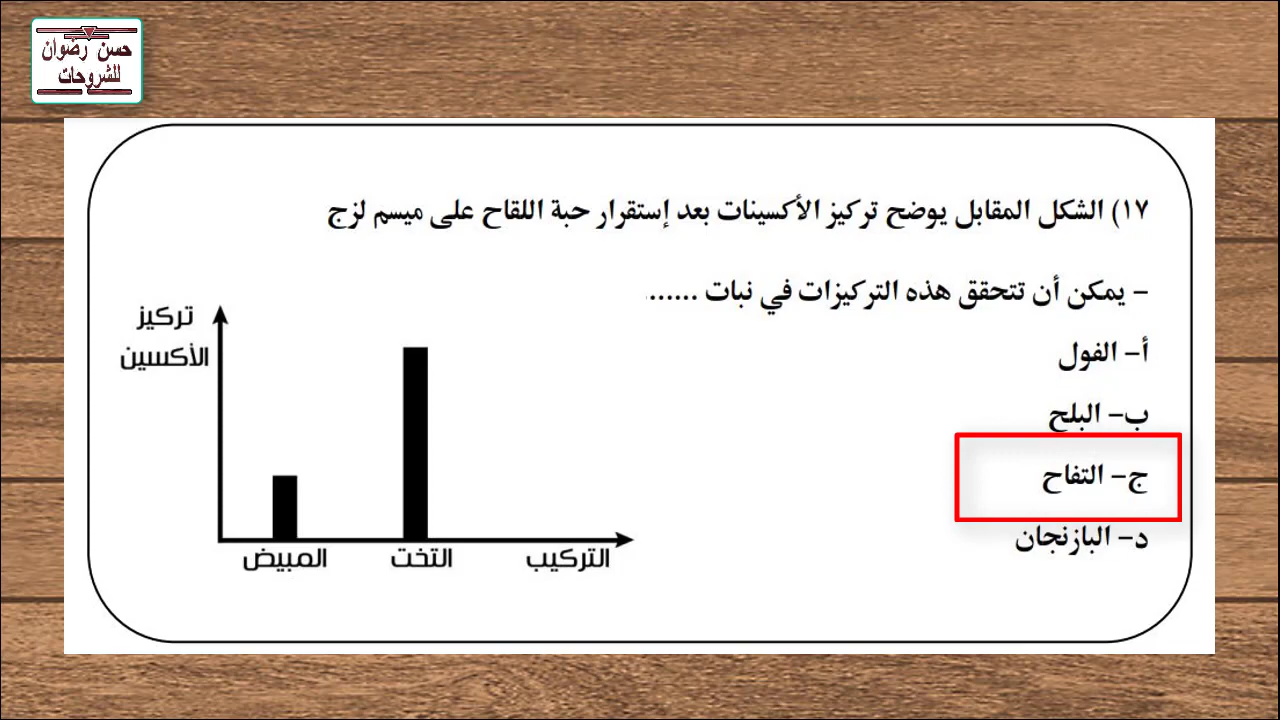 حسن رضوان
للشروحات
١٧) الشكل المقابل يوضح تركيز الأكسينات بعد إستقرار حبة اللقاح على ميسم لزج
- يمكن أن تتحقق هذه التركيزات في نبات ......
أ- الفول
ب- البلح
ج- التفاح
د- البازنجان
تركيز
الأكسين
المبيض
التخت
التركيب